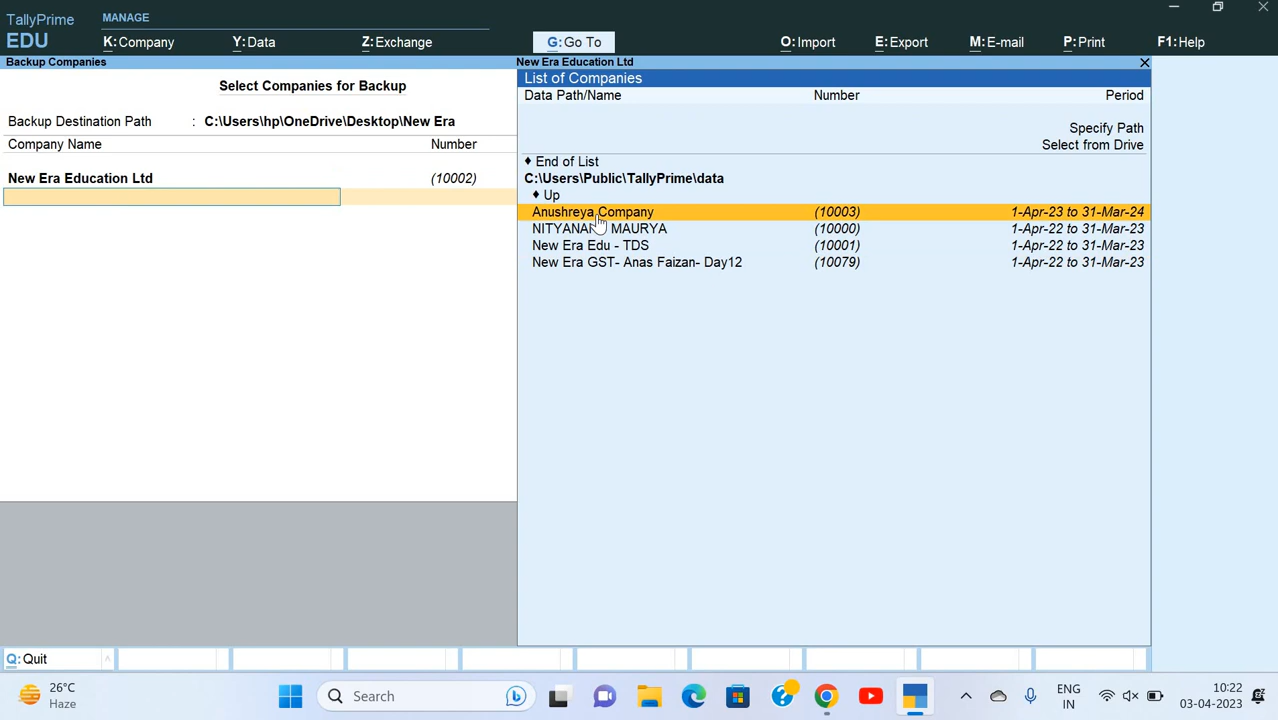 TallyPrime
EDU
MANAGE
K:Company
Y:Data
Z:Exchange
G:Go To
O:Import
E:Export
M:E-mail
P:Print
F1:Help
Backup Companies
Select Companies for Backup
Backup Destination Path : C:\Users\hp\OneDrive\Desktop\New Era
Company Name Number
New Era Education Ltd (10002)
New Era Education Ltd
List of Companies
Data Path/Name Number Period
Specify Path
Select from Drive
♦ End of List
C:\Users\Public\TallyPrime\data
♦ Up
Anushreya Company (10003) 1-Apr-23 to 31-Mar-24
MAURYA (10000) 1-Apr-22 to 31-Mar-23
New Era Edu - TDS (10001) 1-Apr-22 to 31-Mar-23
New Era GST- Anas Faizan- Day12 (10079) 1-Apr-22 to 31-Mar-23
Q:Quit
26°C
Haze
Search
ENG
IN
10:22
03-04-2023